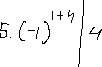 5. (-1)^{1+4} | 4